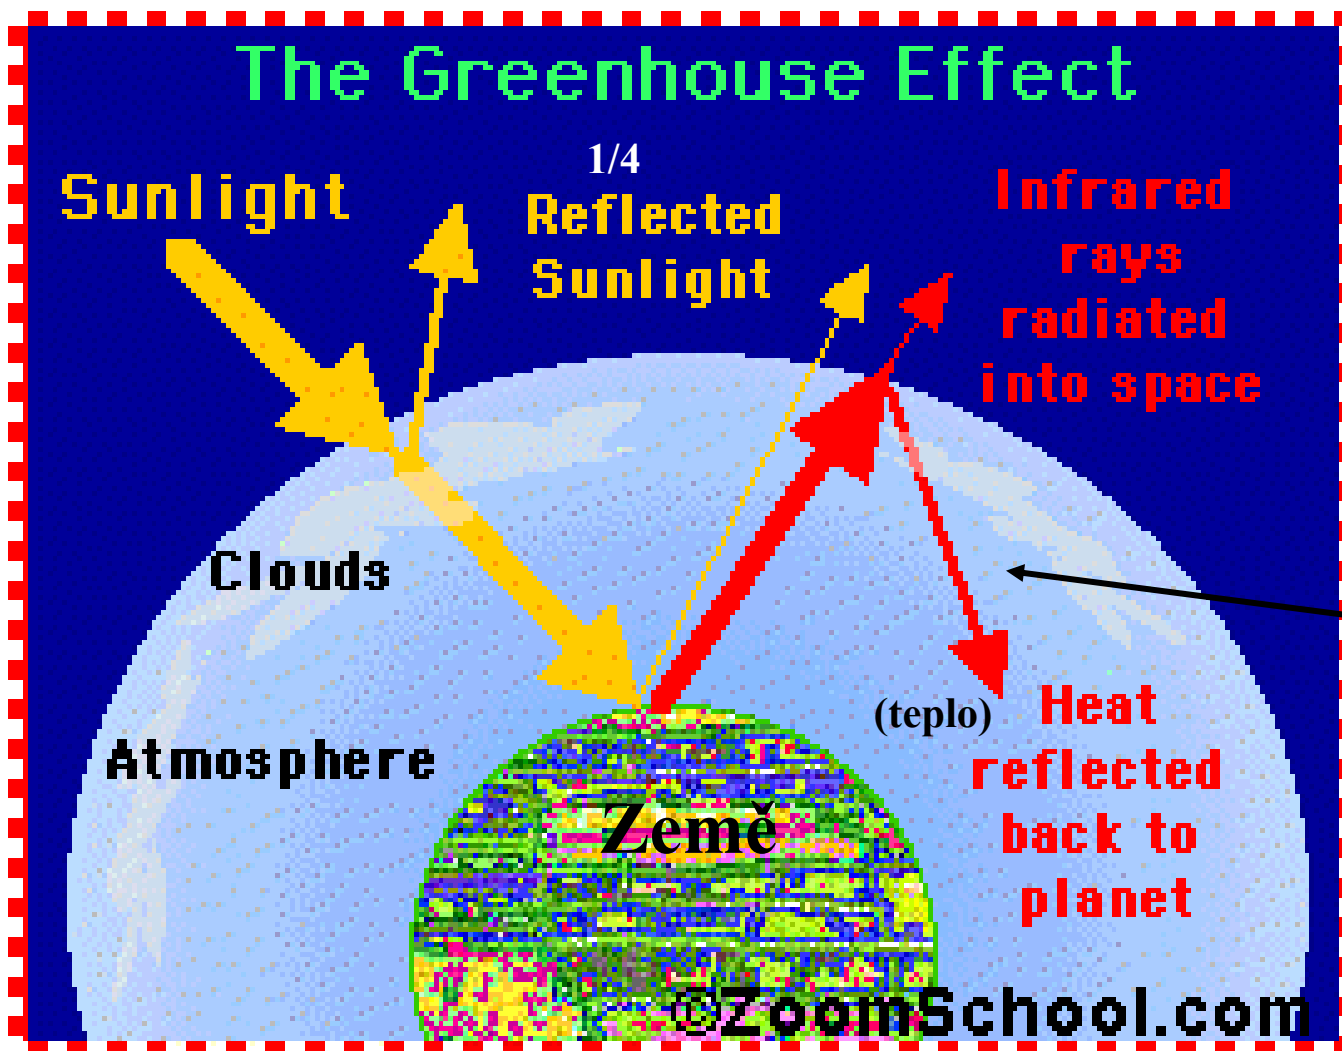 The Greenhouse Effect
Sunlight
1/4
Reflected
Sunlight
Infrared
rays
radiated
into space
Clouds
Atmosphere
(teplo)
Heat
reflected
back to
planet
Země
©ZoomSchool.com